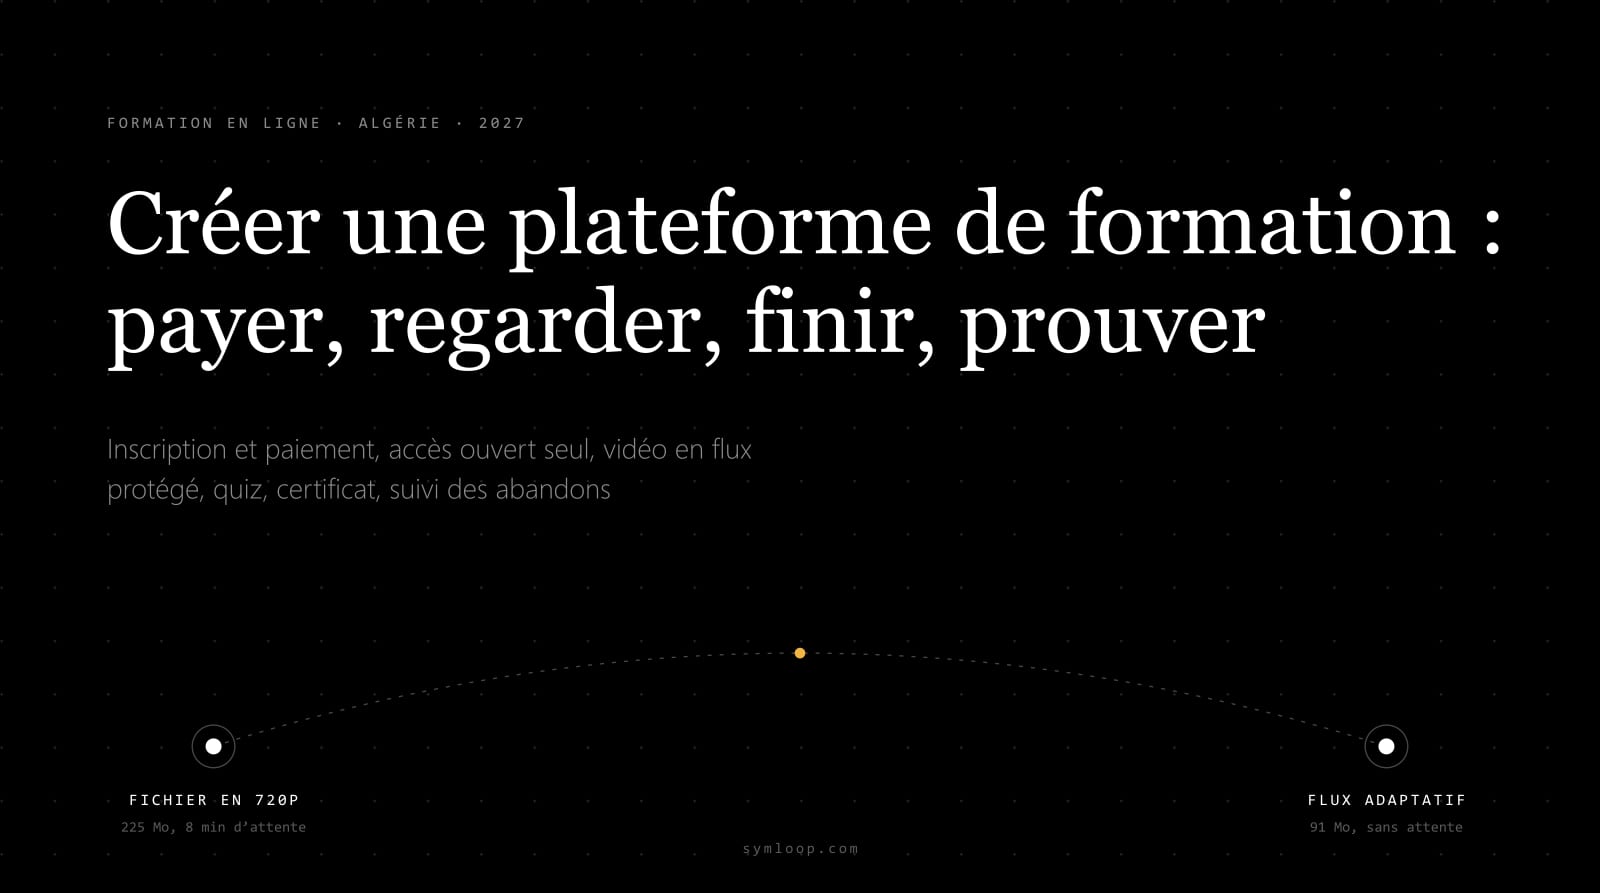 FORMATION EN LIGNE · ALGÉRIE · 2027
Créer une plateforme de formation :
payer, regarder, finir, prouver
Inscription et paiement, accès ouvert seul, vidéo en flux
protégé, quiz, certificat, suivi des abandons
FICHIER EN 720P
225 Mo, 8 min d’attente
FLUX ADAPTATIF
91 Mo, sans attente
symloop.com